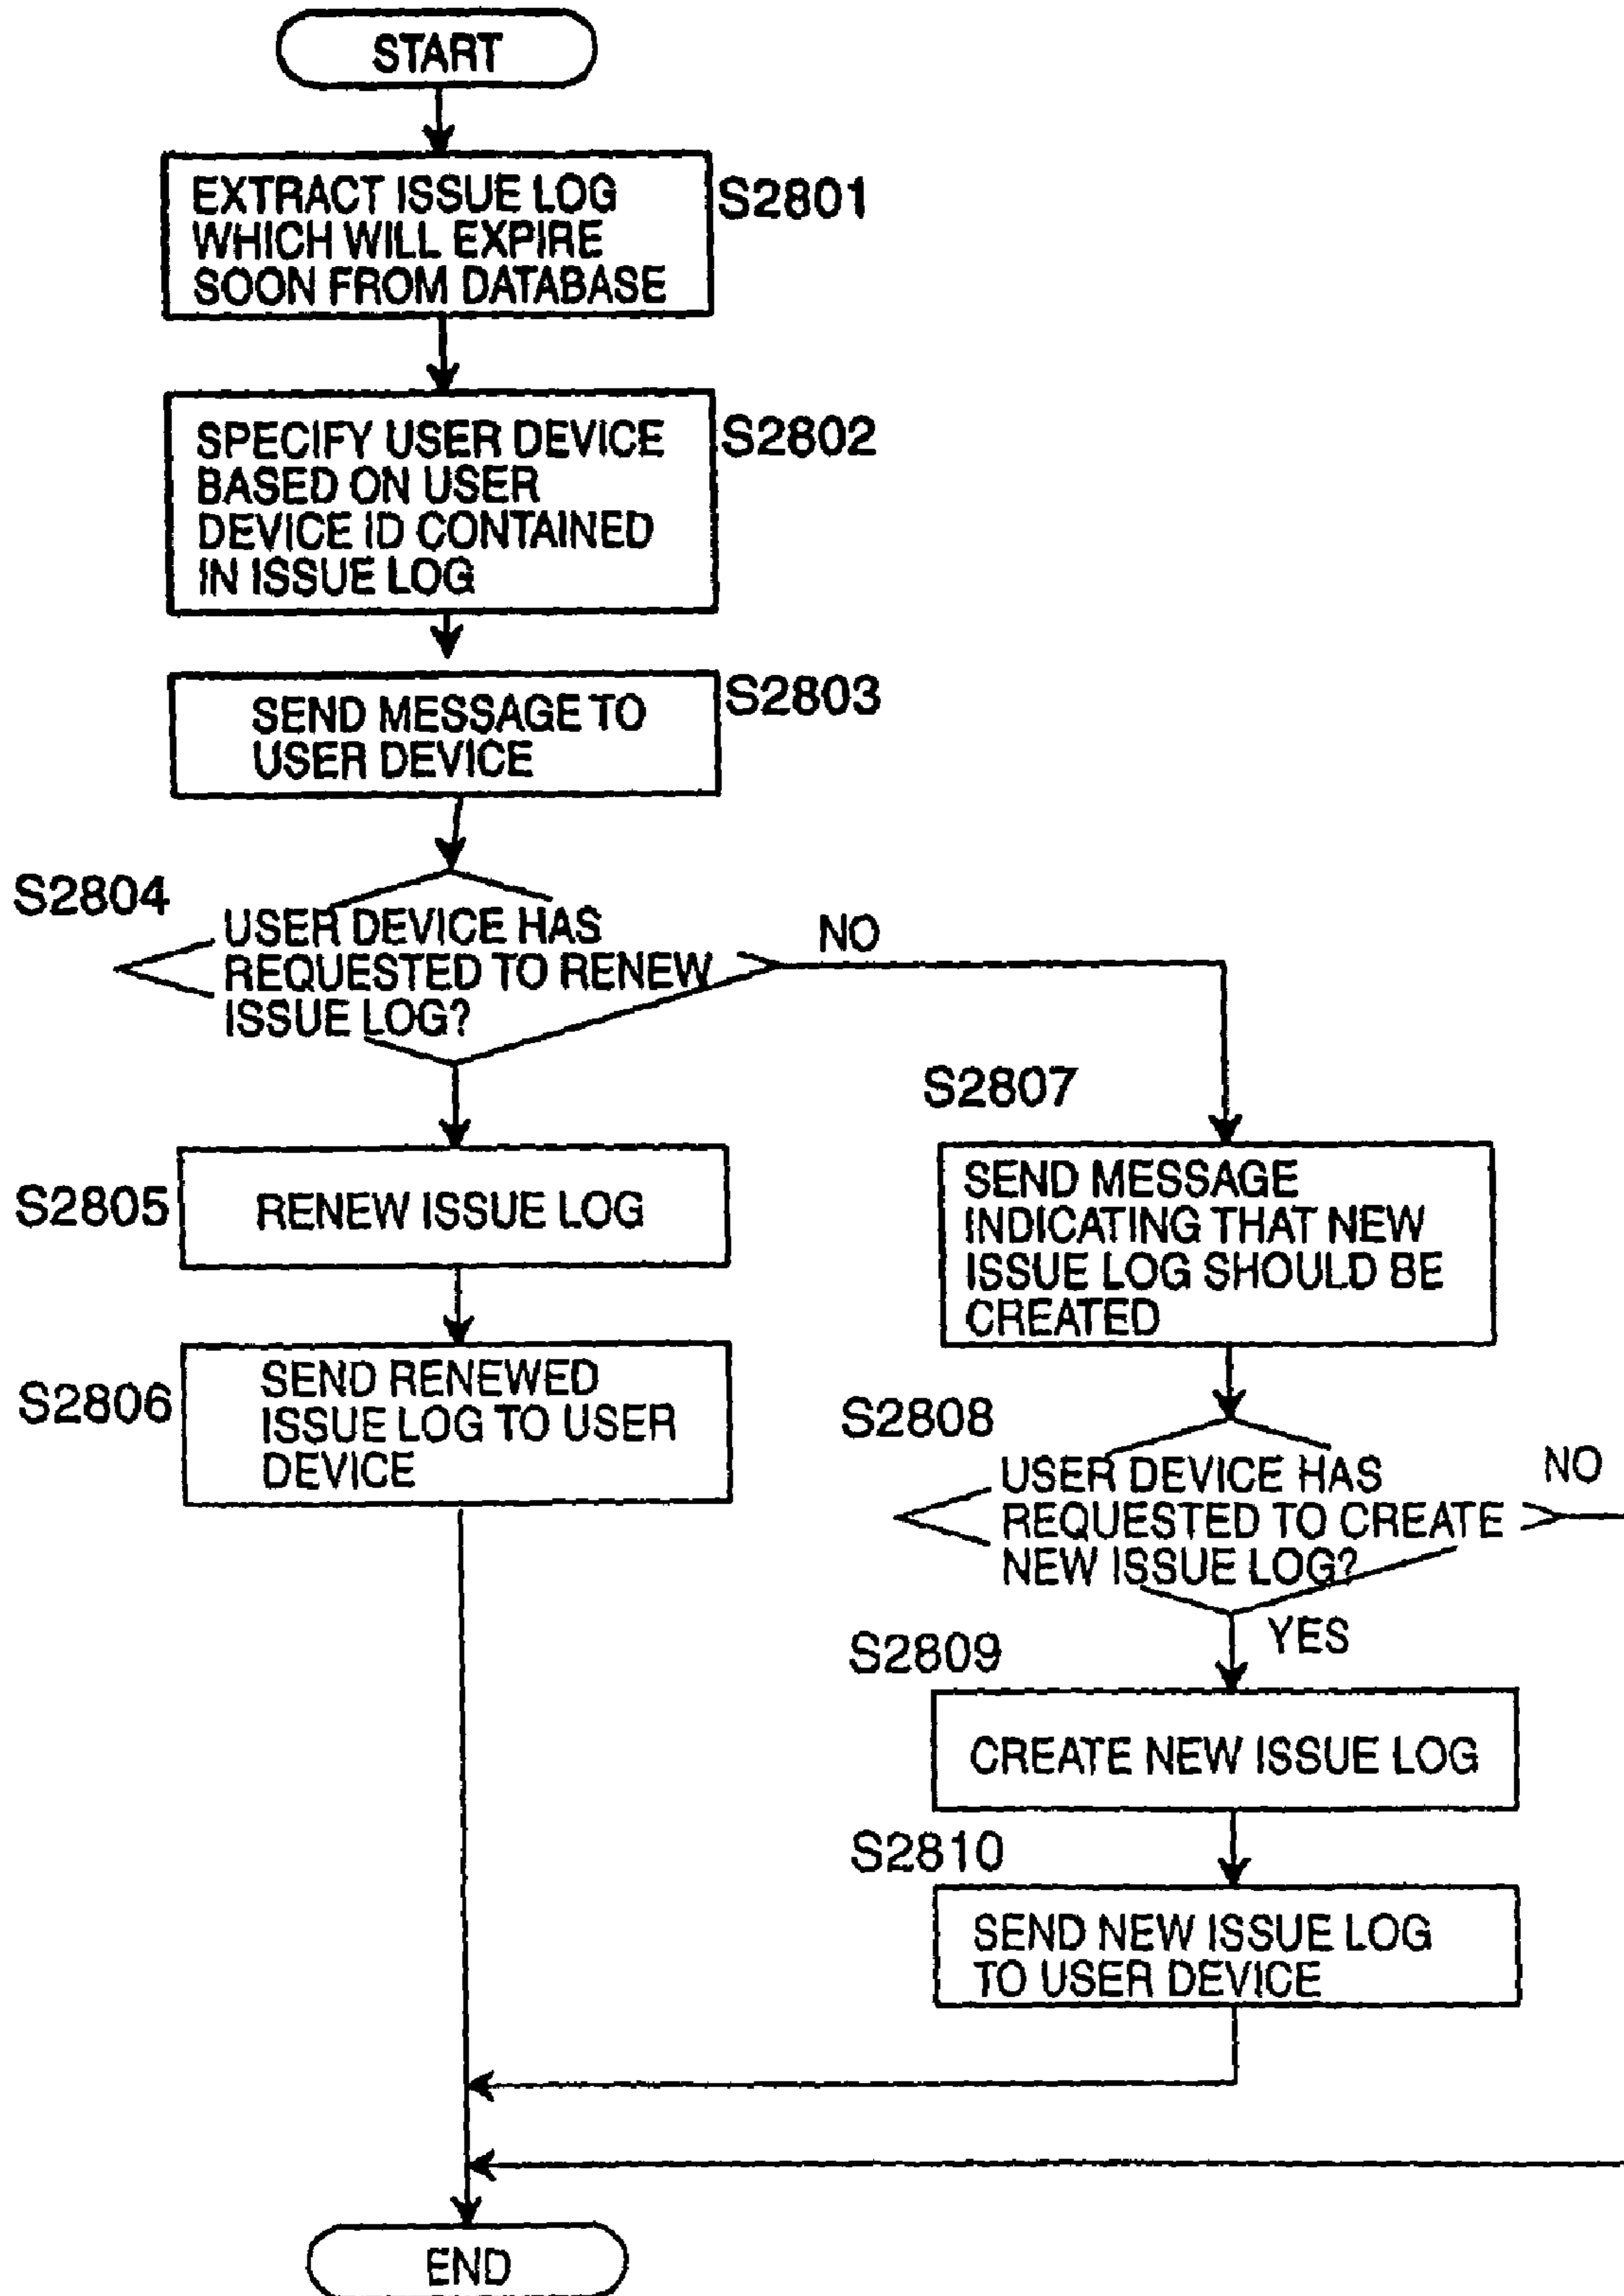 START
EXTRACT ISSUE LOG
WHICH WILL EXPIRE
SOON FROM DATABASE
S2801
SPECIFY USER DEVICE
BASED ON USER
DEVICE ID CONTAINED
IN ISSUE LOG
S2802
SEND MESSAGE TO
USER DEVICE
S2803
S2804
USER DEVICE HAS
REQUESTED TO RENEW
ISSUE LOG?
NO
S2805
RENEW ISSUE LOG
S2806
SEND RENEWED
ISSUE LOG TO USER
DEVICE
S2807
SEND MESSAGE
INDICATING THAT NEW
ISSUE LOG SHOULD BE
CREATED
S2808
USER DEVICE HAS
REQUESTED TO CREATE
NEW ISSUE LOG?
NO
YES
S2809
CREATE NEW ISSUE LOG
S2810
SEND NEW ISSUE LOG
TO USER DEVICE
END